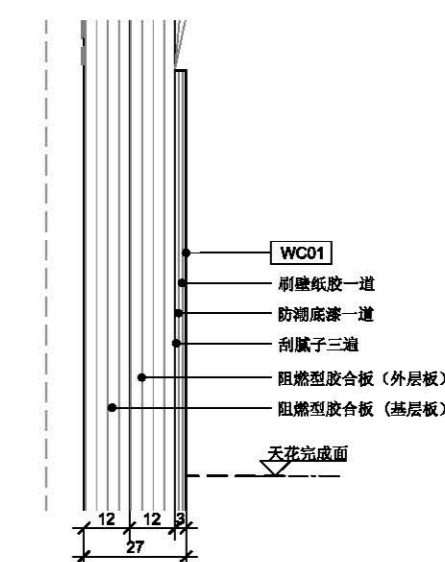 WC01
刷壁纸胶一道
防潮底漆一道
刮腻子三遍
阻燃型胶合板（外层板）
阻燃型胶合板（基层板）
天花完成面
12 12 3
27